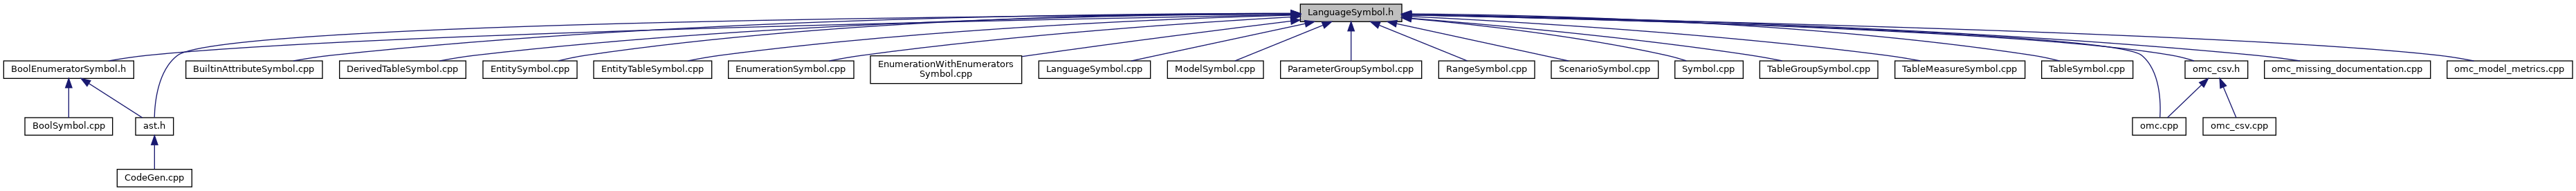 LanguageSymbol.h
BoolEnumeratorSymbol.h
BuiltinAttributeSymbol.cpp
DerivedTableSymbol.cpp
EntitySymbol.cpp
EntityTableSymbol.cpp
EnumerationSymbol.cpp
EnumerationWithEnumerators
Symbol.cpp
LanguageSymbol.cpp
ModelSymbol.cpp
ParameterGroupSymbol.cpp
RangeSymbol.cpp
ScenarioSymbol.cpp
Symbol.cpp
TableGroupSymbol.cpp
TableMeasureSymbol.cpp
TableSymbol.cpp
omc_csv.h
omc_missing_documentation.cpp
omc_model_metrics.cpp
BoolSymbol.cpp
ast.h
omc.cpp
omc_csv.cpp
CodeGen.cpp